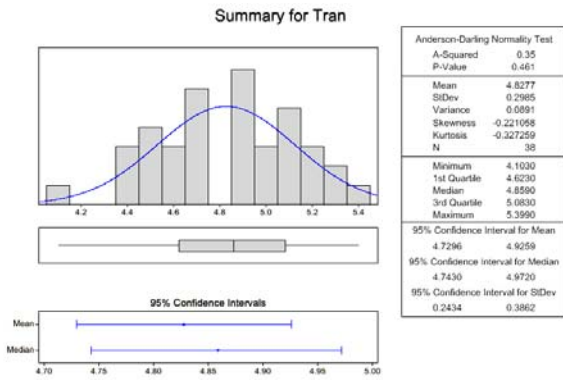 Summary for Tran
4.2 4.4 4.6 4.8 5.0 5.2 5.4
95% Confidence Intervals
Mean
Median
4.70 4.75 4.80 4.85 4.90 4.95 5.00
Anderson-Darling Normality Test
A-Squared 0.35
P-Value 0.461
Mean 4.8277
StDev 0.2985
Variance 0.0891
Skewness -0.221058
Kurtosis -0.327259
N 38
Minimum 4.1030
1st Quartile 4.6230
Median 4.8590
3rd Quartile 5.0830
Maximum 5.3990
95% Confidence Interval for Mean
4.7296 4.9259
95% Confidence Interval for Median
4.7430 4.9720
95% Confidence Interval for StDev
0.2434 0.3862